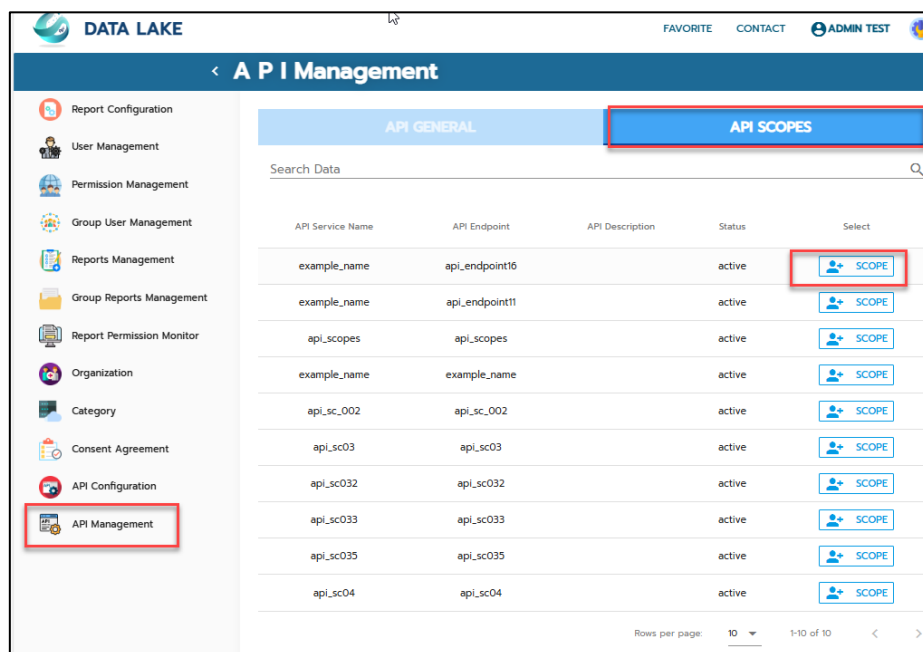 DATA LAKE
FAVORITE CONTACT ADMIN TEST
< A P I Management
Report Configuration
User Management
Permission Management
Group User Management
Reports Management
Group Reports Management
Report Permission Monitor
Organization
Category
Consent Agreement
API Configuration
API Management
API GENERAL API SCOPES
Search Data
API Service Name API Endpoint API Description Status Select
example_name api_endpoint16 active SCOPE
example_name api_endpoint11 active SCOPE
api_scopes api_scopes active SCOPE
example_name example_name active SCOPE
api_sc_002 api_sc_002 active SCOPE
api_sc03 api_sc03 active SCOPE
api_sc032 api_sc032 active SCOPE
api_sc033 api_sc033 active SCOPE
api_sc035 api_sc035 active SCOPE
api_sc04 api_sc04 active SCOPE
Rows per page: 10 1-10 of 10 < >